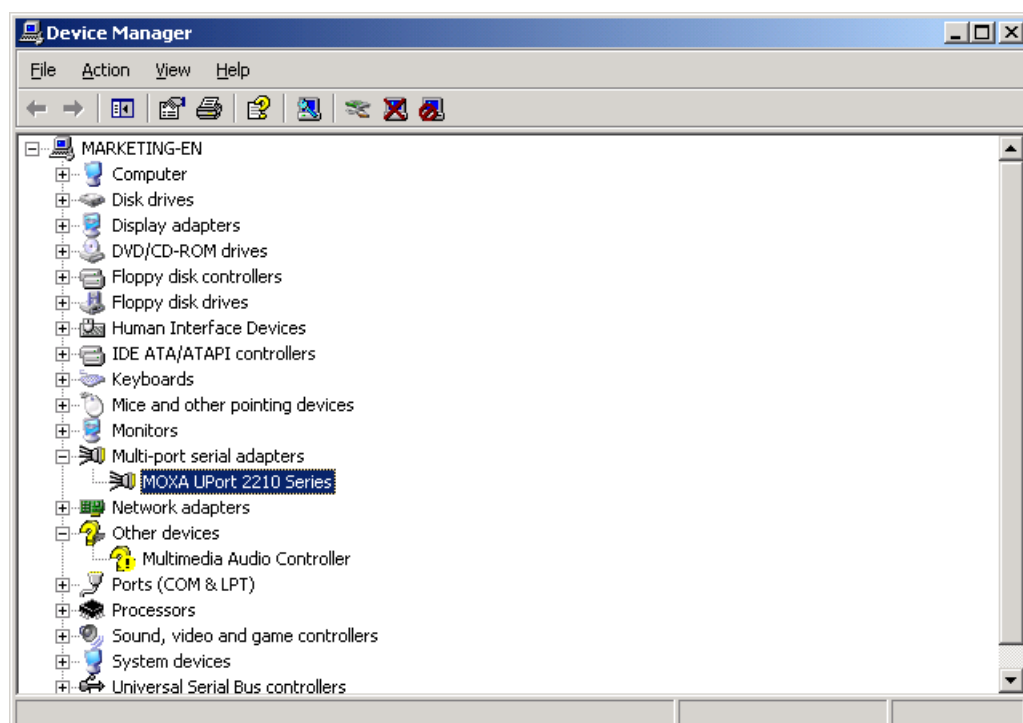 Device Manager
File Action View Help
MARKETING-EN
Computer
Disk drives
Display adapters
DVD/CD-ROM drives
Floppy disk controllers
Floppy disk drives
Human Interface Devices
IDE ATA/ATAPI controllers
Keyboards
Mice and other pointing devices
Monitors
Multi-port serial adapters
MOXA UPort 2210 Series
Network adapters
Other devices
Multimedia Audio Controller
Ports (COM & LPT)
Processors
Sound, video and game controllers
System devices
Universal Serial Bus controllers